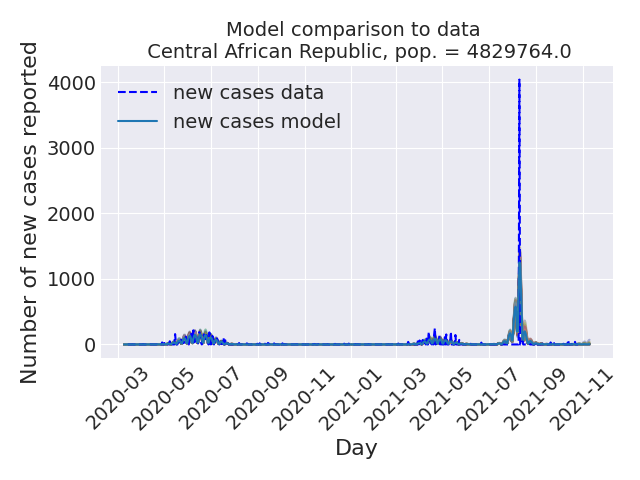 Model comparison to data
Central African Republic, pop. = 4829764.0
Number of new cases reported
4000
3000
2000
1000
0
new cases data
new cases model
2020-03
2020-05
2020-07
2020-09
2020-11
2021-01
2021-03
2021-05
2021-07
2021-09
2021-11
Day